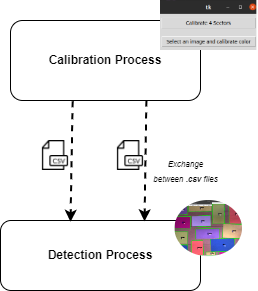 tk
Calibrate 4 Sectors
Select an image and calibrate color
Calibration Process
CSV
CSV
Exchange
between .csv files
Detection Process